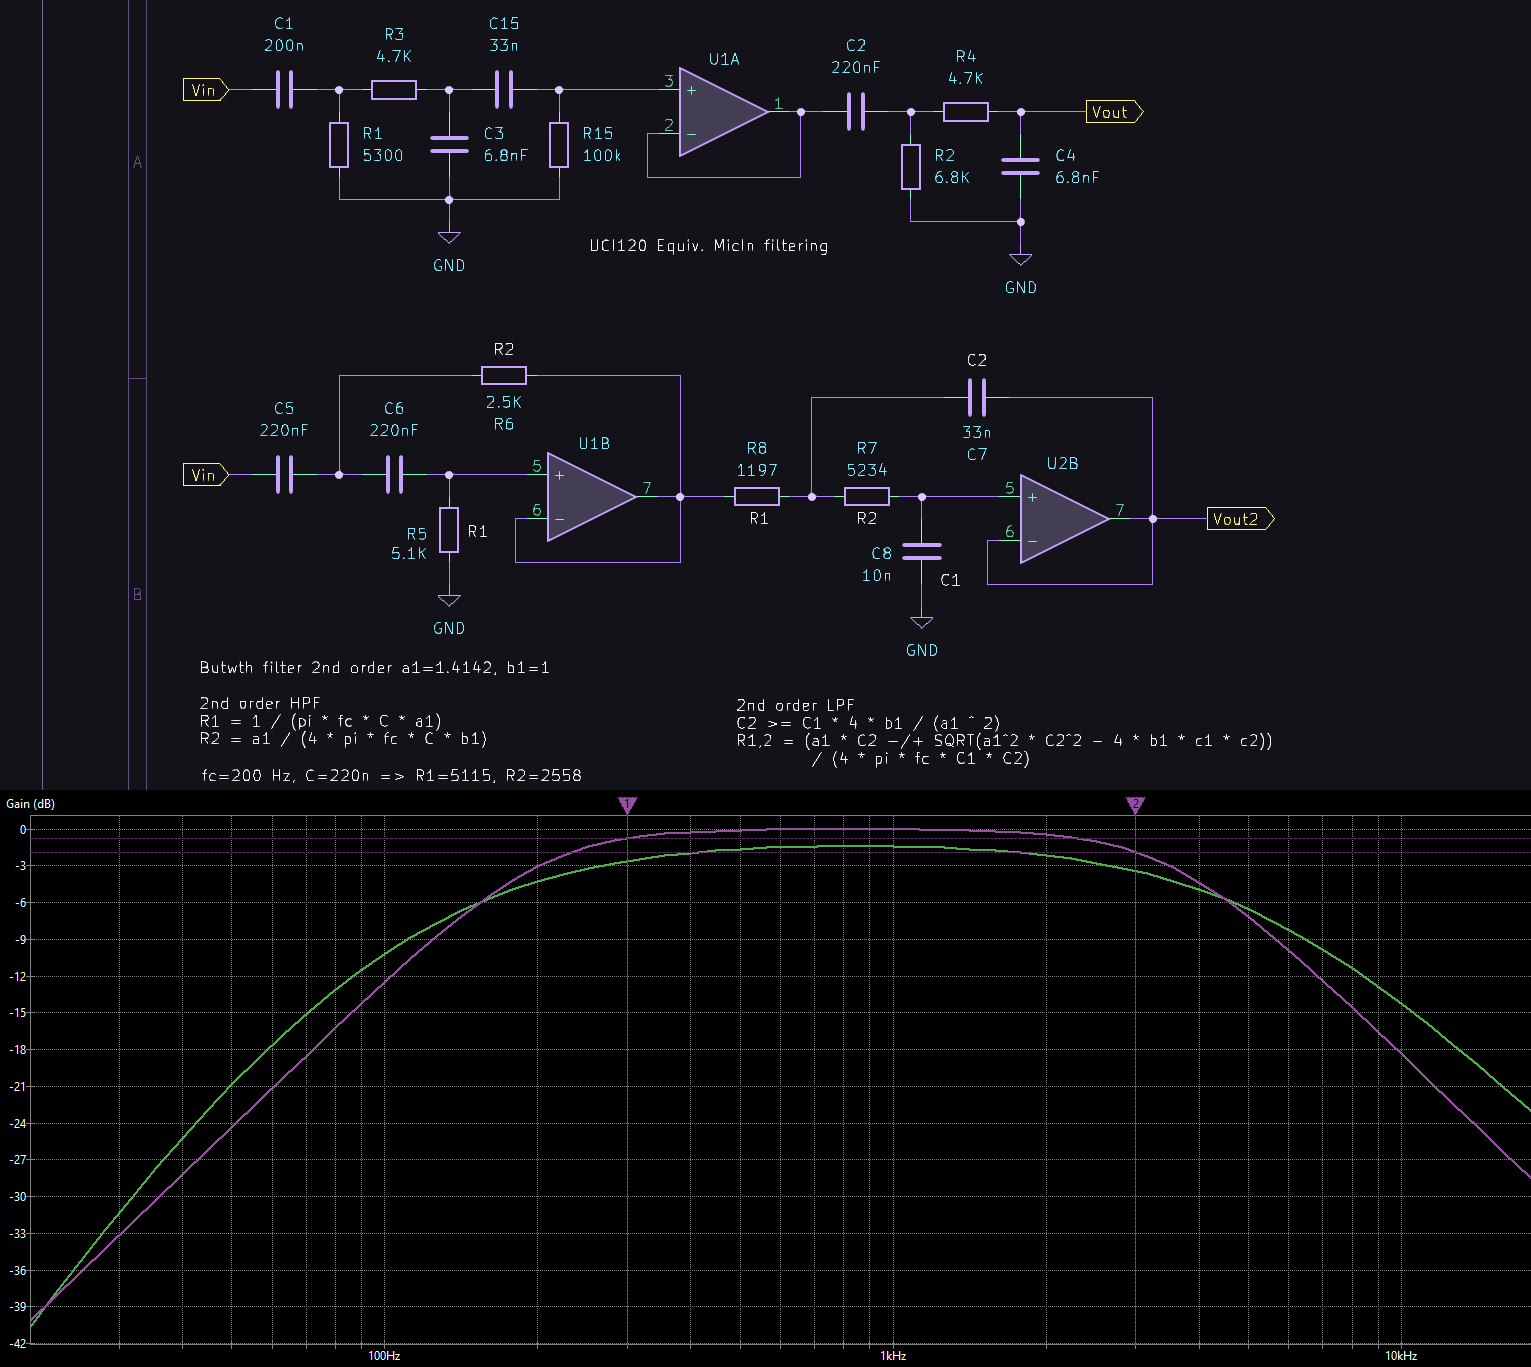 C1
200n
R3
4.7K
C15
33n
U1A
C2
220nF
R4
4.7K
Vin
3
+
2
−
1
Vout
R1
5300
C3
6.8nF
R15
100k
R2
6.8K
C4
6.8nF
A
UCI120 Equiv. MicIn filtering
GND
GND
R2
2.5K
R6
C2
33n
C7
C5
220nF
C6
220nF
U1B
R8
1197
R1
R7
5234
R2
U2B
Vin
5
+
6
−
7
5
+
6
−
7
Vout2
R5
5.1K
R1
C8
10n
C1
B
GND
GND
Butwth filter 2nd order a1=1.4142, b1=1
2nd order HPF
R1 = 1 / (pi * fc * C * a1)
R2 = a1 / (4 * pi * fc * C * b1)
fc=200 Hz, C=220n => R1=5115, R2=2558
2nd order LPF
C2 >= C1 * 4 * b1 / (a1 ^ 2)
R1,2 = (a1 * C2 -/+ SQRT(a1^2 * C2^2 - 4 * b1 * c1 * c2))
/ (4 * pi * fc * C1 * C2)
Gain (dB)
1
2
0
-3
-6
-9
-12
-15
-18
-21
-24
-27
-30
-33
-36
-39
-42
100Hz
1kHz
10kHz